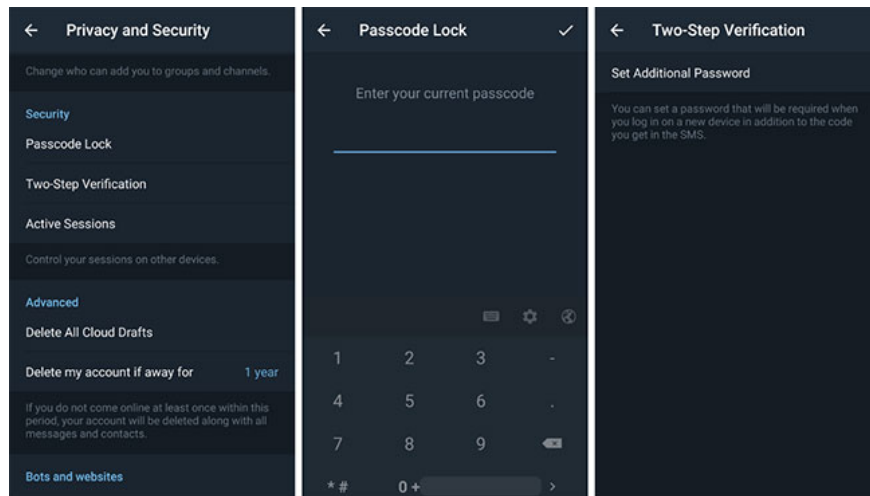 Privacy and Security
Change who can add you to groups and channels.
Security
Passcode Lock
Two-Step Verification
Active Sessions
Control your sessions on other devices.
Advanced
Delete All Cloud Drafts
Delete my account if away for 1 year
If you do not come online at least once within this
period, your account will be deleted along with all
messages and contacts.
Bots and websites
Passcode Lock
Enter your current passcode
1 2 3 -
4 5 6 .
7 8 9
* # 0 +
Two-Step Verification
Set Additional Password
You can set a password that will be required when
you log in on a new device in addition to the code
you get in the SMS.